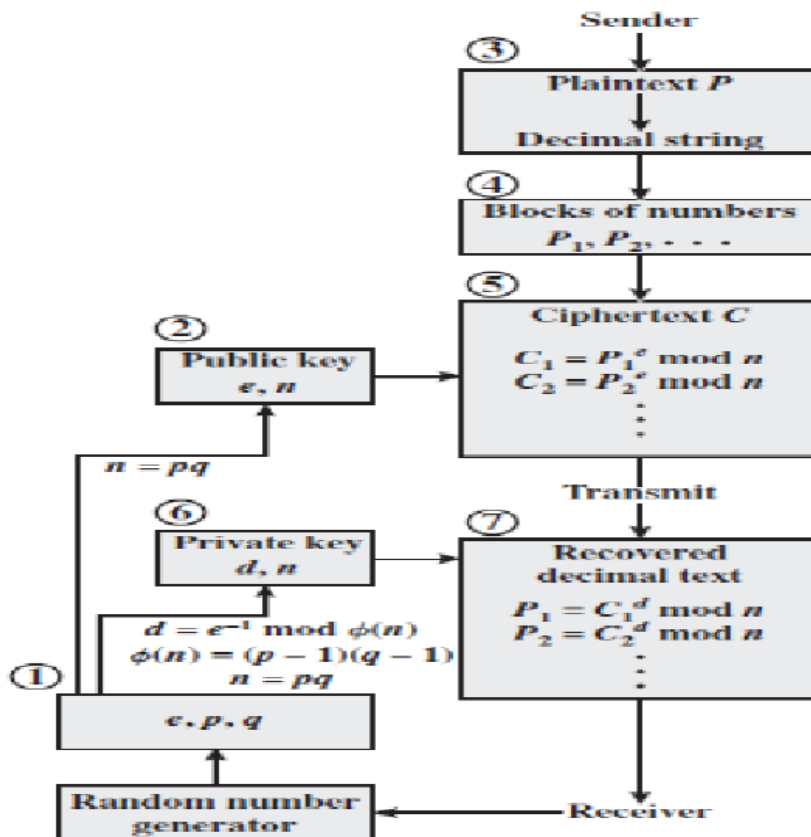 Sender
③
Plaintext P
Decimal string
④
Blocks of numbers
P₁, P₂, . . .
⑤
Ciphertext C
C₁ = P₁ᵉ mod n
C₂ = P₂ᵉ mod n
.
.
.
②
Public key
e, n
n = pq
Transmit
⑥
Private key
d, n
⑦
Recovered
decimal text
P₁ = C₁ᵈ mod n
P₂ = C₂ᵈ mod n
.
.
.
d = e⁻¹ mod ϕ(n)
ϕ(n) = (p − 1)(q − 1)
n = pq
①
e, p, q
Random number
generator
Receiver